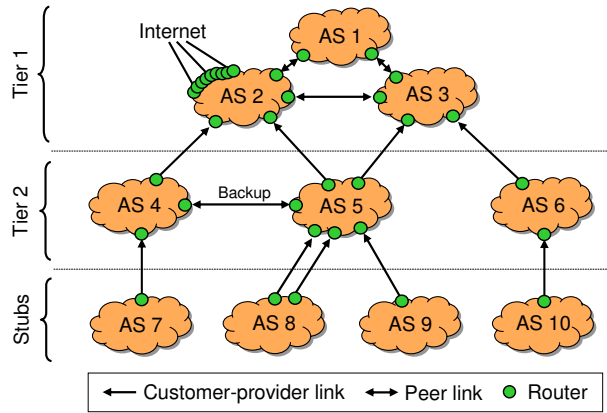 Internet
AS 1
Tier 1
AS 2
AS 3
Tier 2
Backup
AS 4
AS 5
AS 6
Stubs
AS 7
AS 8
AS 9
AS 10
Customer-provider link
Peer link
Router